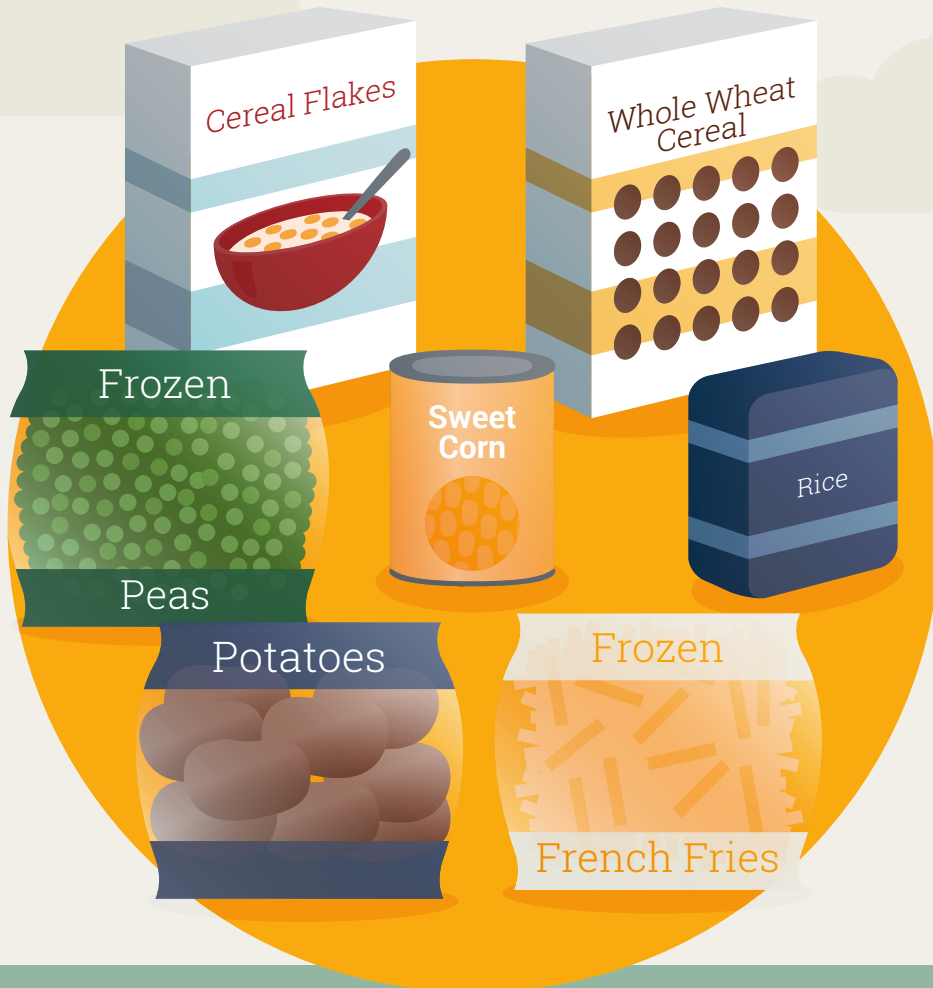 Cereal Flakes
Whole Wheat
Cereal
Frozen
Peas
Sweet
Corn
Rice
Potatoes
Frozen
French Fries